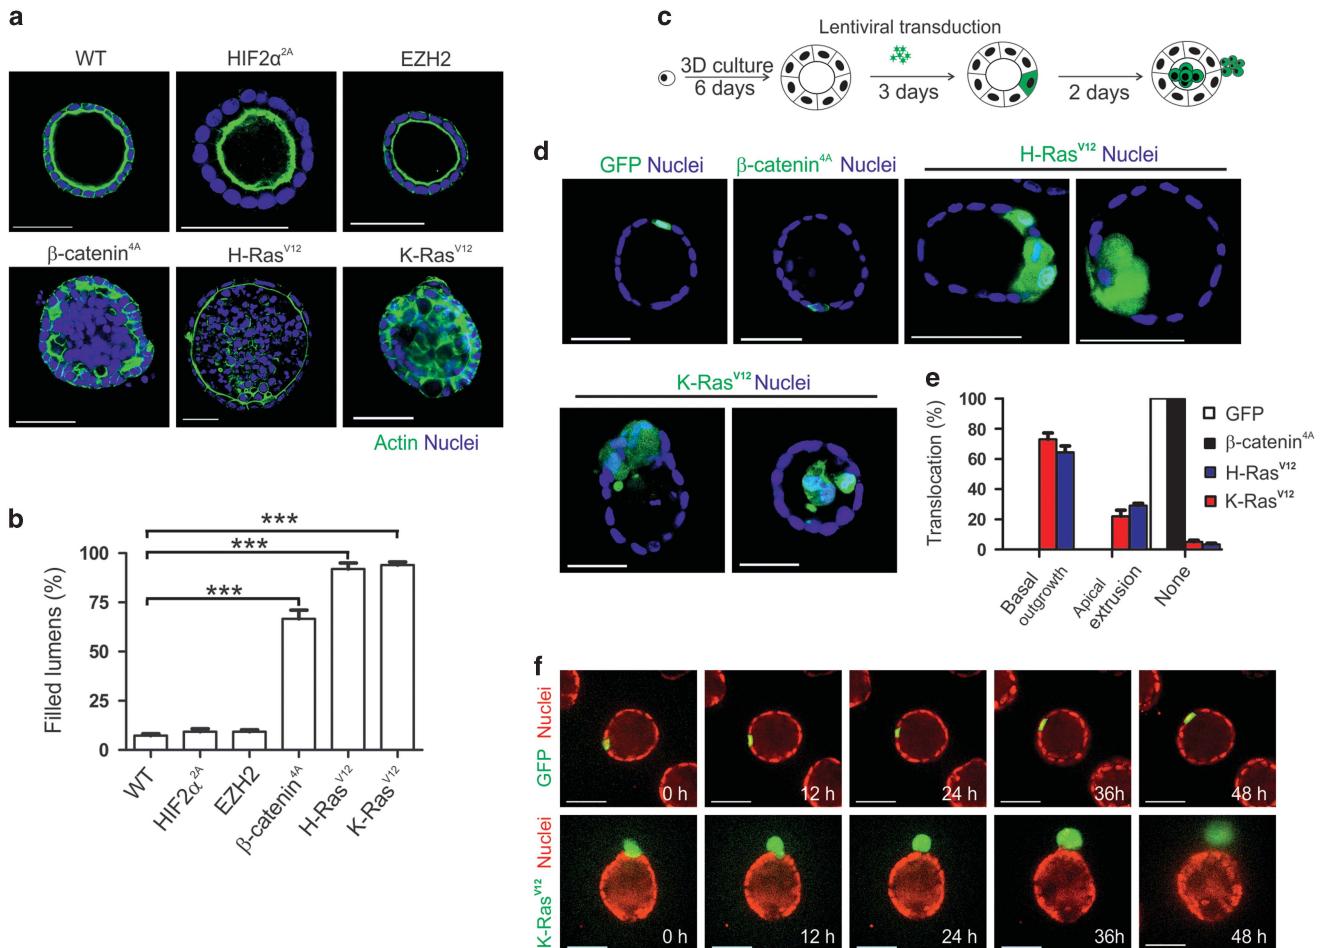 a
WT
HIF2α2A
EZH2
β-catenin4A
H-RasV12
K-RasV12
Actin Nuclei
b
Filled lumens (%)
100
75
50
25
0
***
***
***
WT
HIF2α2A
EZH2
β-catenin4A
H-RasV12
K-RasV12
c
Lentiviral transduction
3D culture
6 days
3 days
2 days
d
GFP Nuclei
β-catenin4A Nuclei
H-RasV12 Nuclei
K-RasV12 Nuclei
e
Translocation (%)
100
80
60
40
20
0
Basal
outgrowth
Apical
extrusion
None
GFP
β-catenin4A
H-RasV12
K-RasV12
f
GFP Nuclei
0 h
12 h
24 h
36h
48 h
K-RasV12 Nuclei
0 h
12 h
24 h
36h
48 h